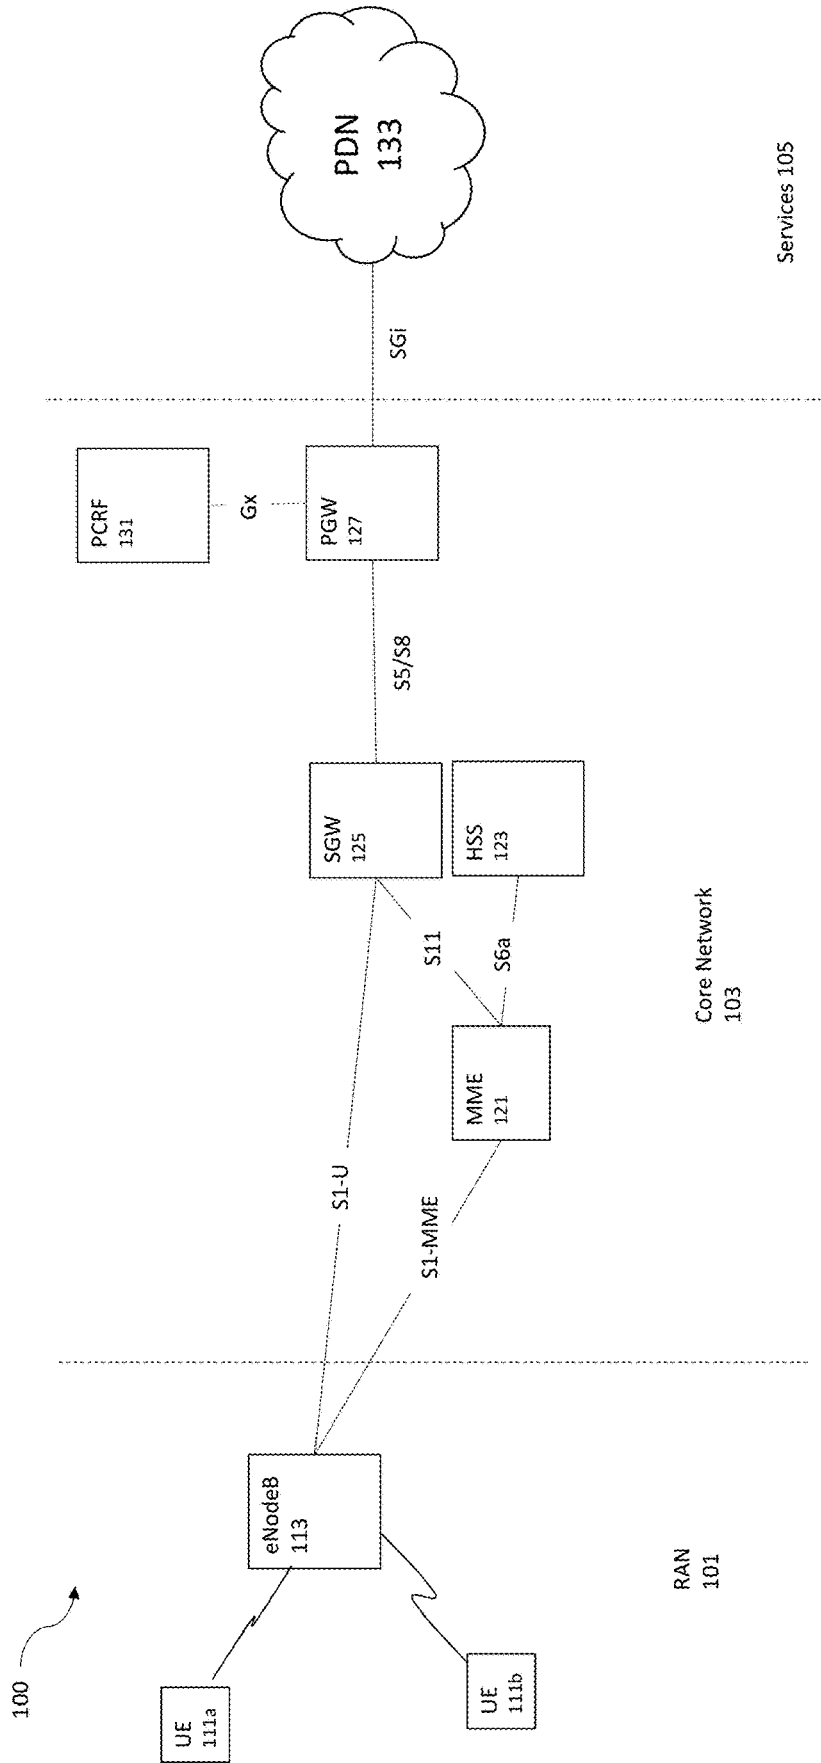 100
UE
111a
UE
111b
eNodeB
113
RAN
101
S1-U
S1-MME
MME
121
S11
S6a
SGW
125
HSS
123
Core Network
103
S5/S8
PCRF
131
Gx
PGW
127
SGi
PDN
133
Services 105